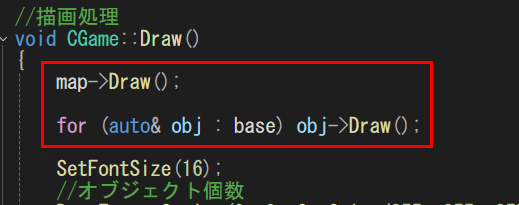 //描画処理
void CGame::Draw()
{
map->Draw();
for (auto& obj : base) obj->Draw();
SetFontSize(16);
//オブジェクト個数